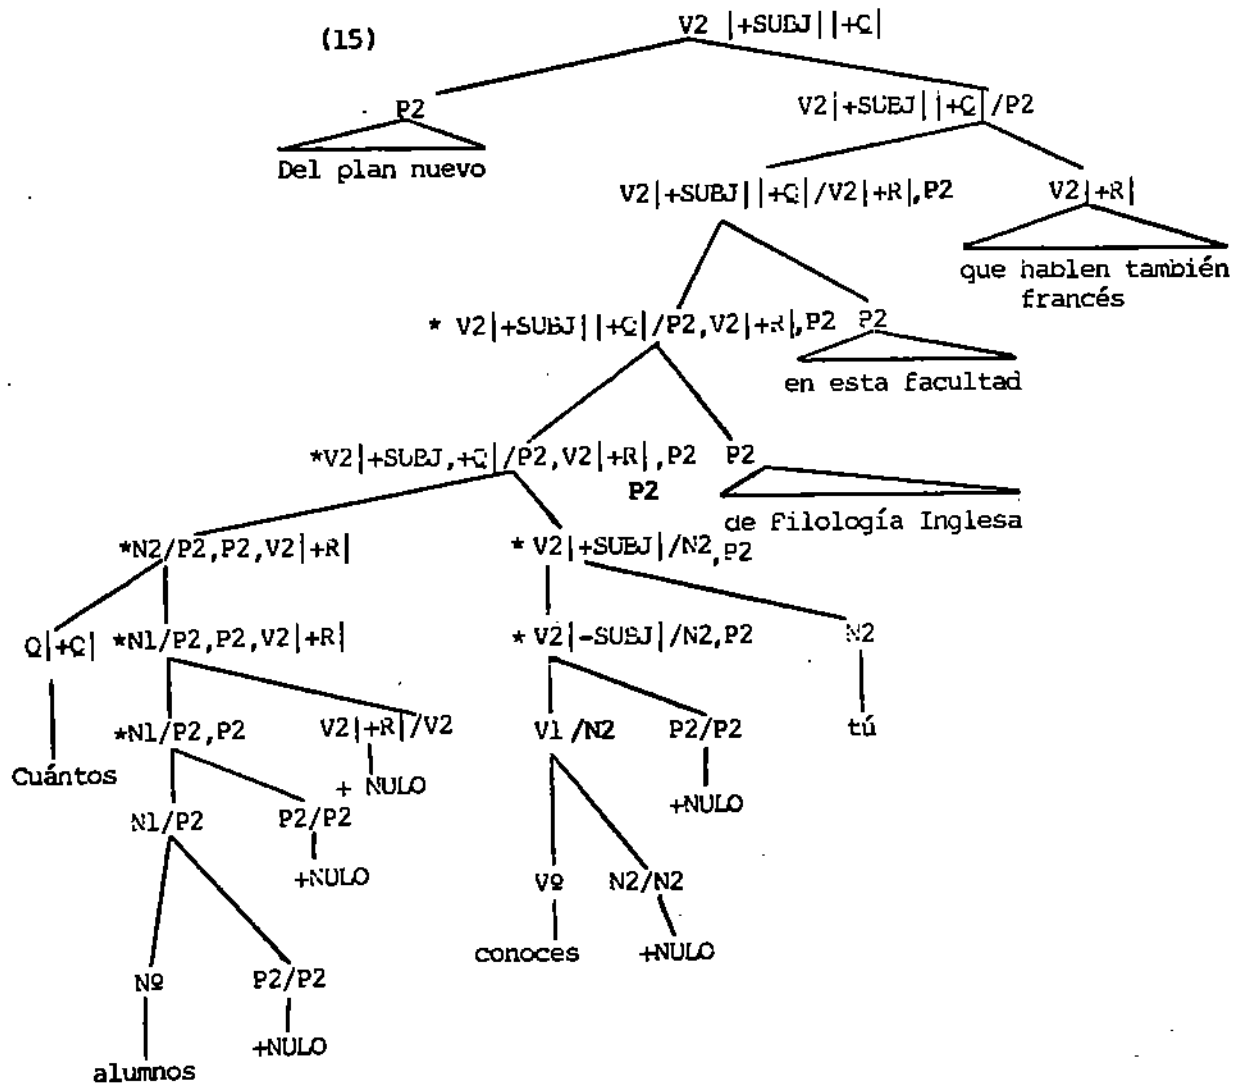 (15)
V2 |+SUBJ||+Q|
P2
V2|+SUBJ||+Q|/P2
Del plan nuevo
V2|+SUBJ||+Q|/V2|+R|,P2
V2|+R|
que hablen también
francés
* V2|+SUBJ||+Q|/P2,V2|+R|,P2
P2
en esta facultad
*V2|+SUBJ,+Q|/P2,V2|+R|,P2
P2
P2
de Filología Inglesa
*N2/P2,P2,V2|+R|
* V2|+SUBJ|/N2,P2
Q|+Q|
*N1/P2,P2,V2|+R|
* V2|-SUBJ|/N2,P2
N2
*N1/P2,P2
V2|+R|/V2
V1 /N2
P2/P2
tú
Cuántos
+ NULO
+NULO
N1/P2
P2/P2
+NULO
Vº
N2/N2
conoces
+NULO
Nº
P2/P2
+NULO
alumnos